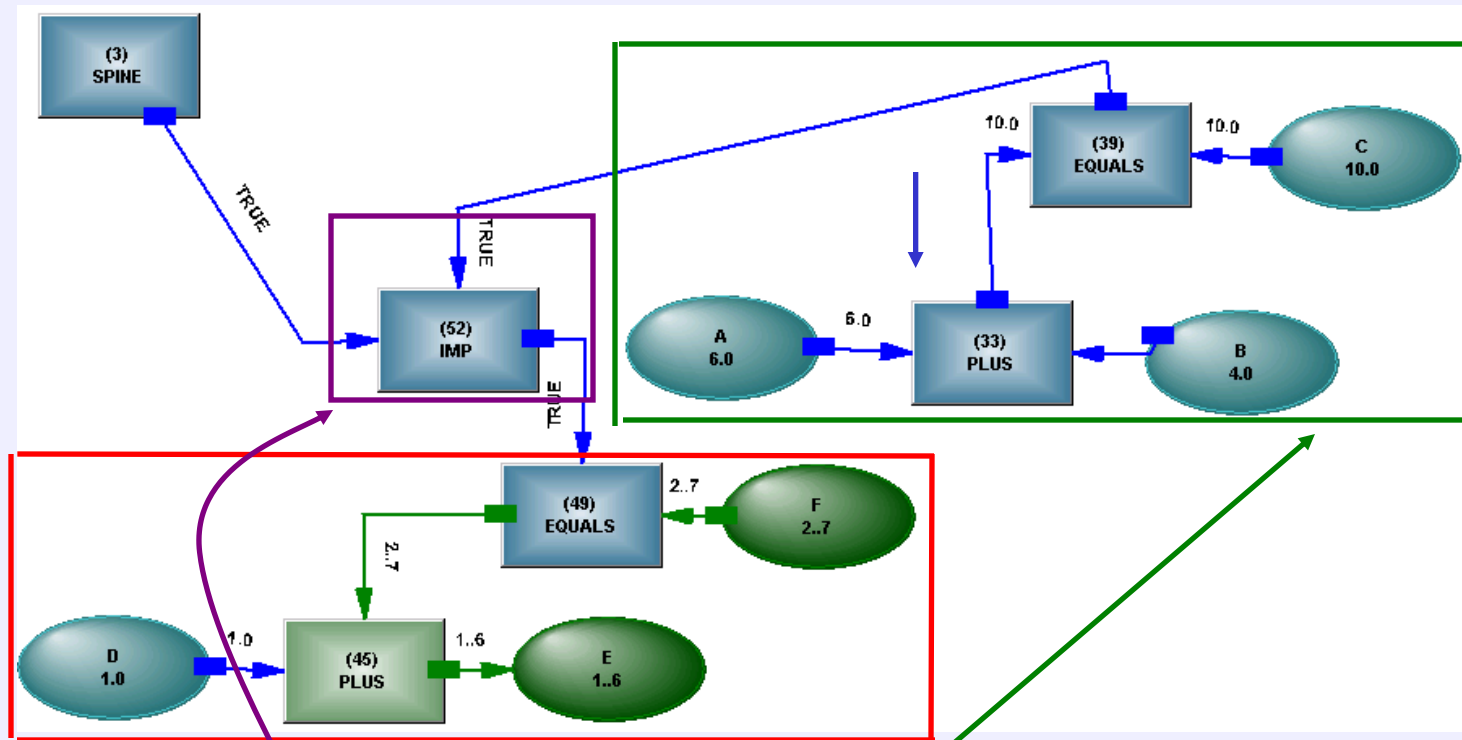 (3)
SPINE
TRUE
TRUE
(52)
IMP
TRUE
10.0
(39)
EQUALS
10.0
C
10.0
A
6.0
6.0
(33)
PLUS
B
4.0
(49)
EQUALS
2..7
F
2..7
2..7
D
1.0
1.0
(45)
PLUS
1..6
E
1..6